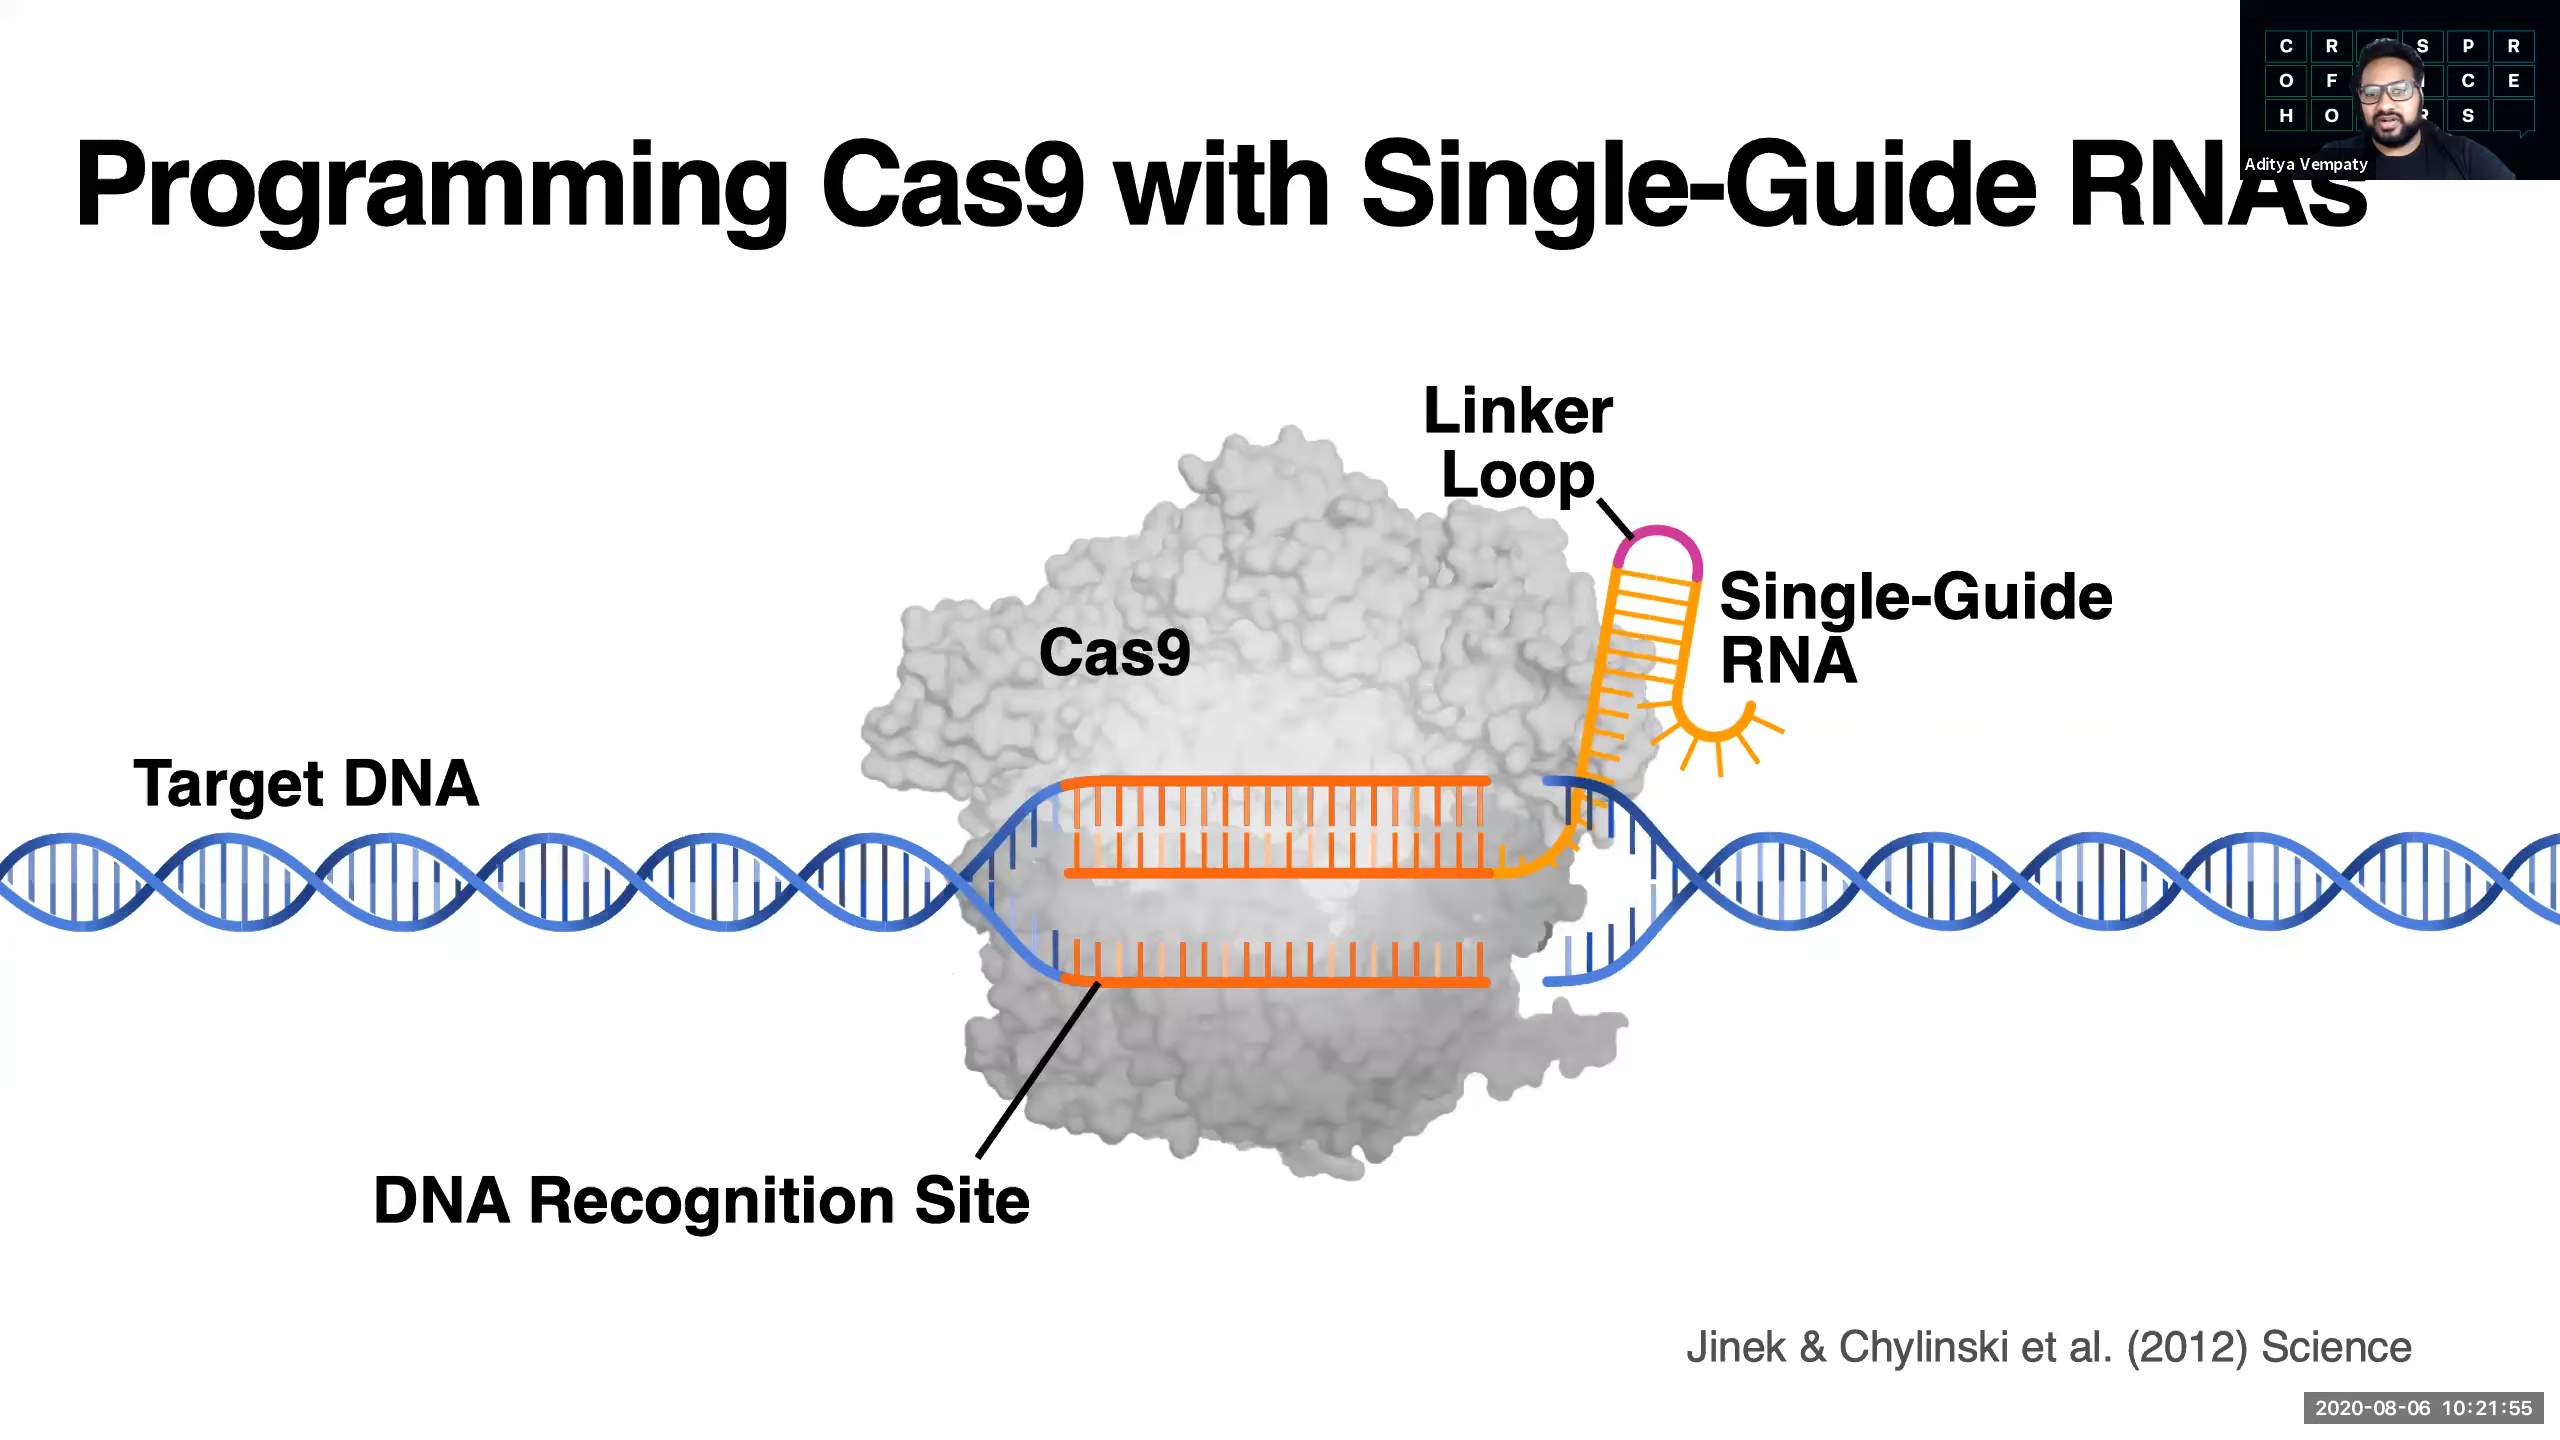 C R S P R
O F I C E
H O R S
Aditya Vempaty
Programming Cas9 with Single-Guide RNAs
Linker
Loop
Single-Guide
RNA
Cas9
Target DNA
DNA Recognition Site
Jinek & Chylinski et al. (2012) Science
2020-08-06 10:21:55